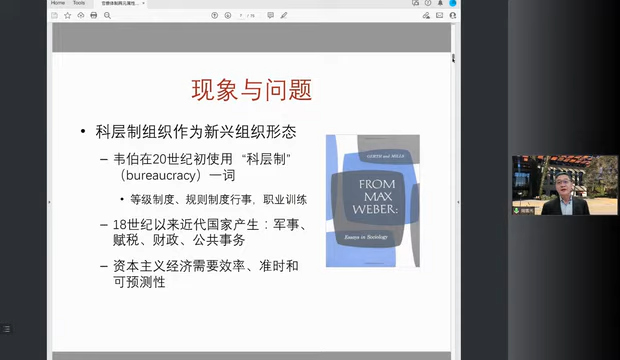 Home Tools
7 / 15
现象与问题
• 科层制组织作为新兴组织形态
– 韦伯在20世纪初使用 “科层制”
（bureaucracy）一词
• 等级制度、规则制度行事，职业训练
– 18世纪以来近代国家产生：军事、
赋税、财政、公共事务
– 资本主义经济需要效率、准时和
可预测性
GERTH and MILLS
FROM
MAX
WEBER:
Essays in Sociology